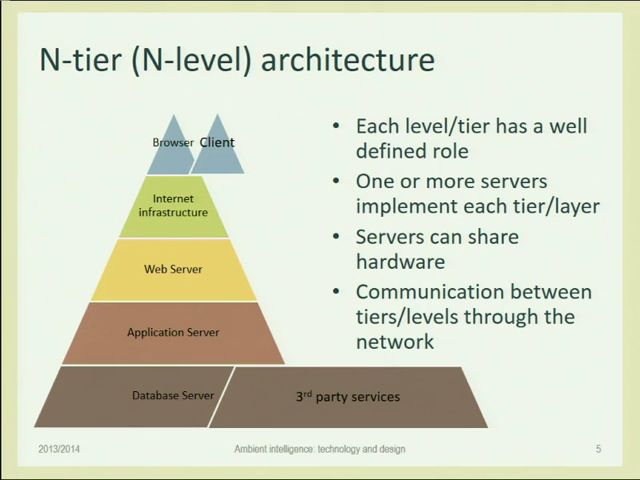 N-tier (N-level) architecture
Browser
Client
Internet
infrastructure
Web Server
Application Server
Database Server
3rd party services
• Each level/tier has a well
defined role
• One or more servers
implement each tier/layer
• Servers can share
hardware
• Communication between
tiers/levels through the
network
2013/2014
Ambient intelligence: technology and design
5